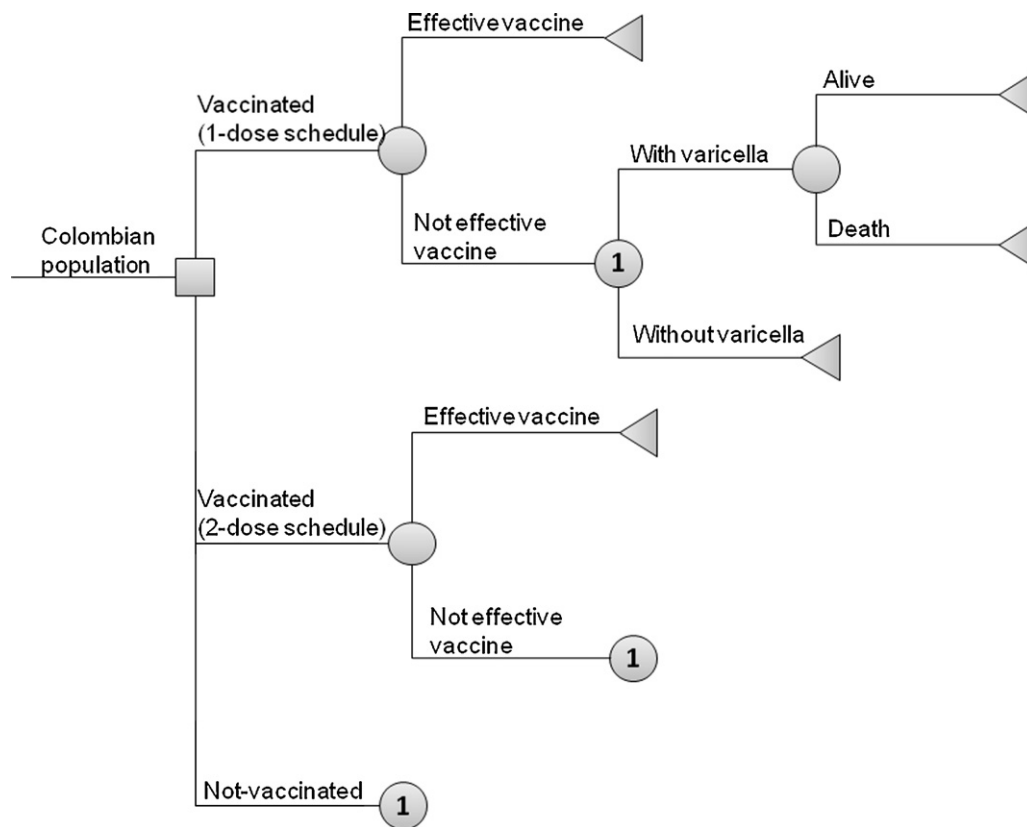 Effective vaccine
Alive
Vaccinated
(1-dose schedule)
With varicella
Not effective
vaccine
Death
Colombian
population
1
Without varicella
Effective vaccine
Vaccinated
(2-dose schedule)
Not effective
vaccine
1
Not-vaccinated
1